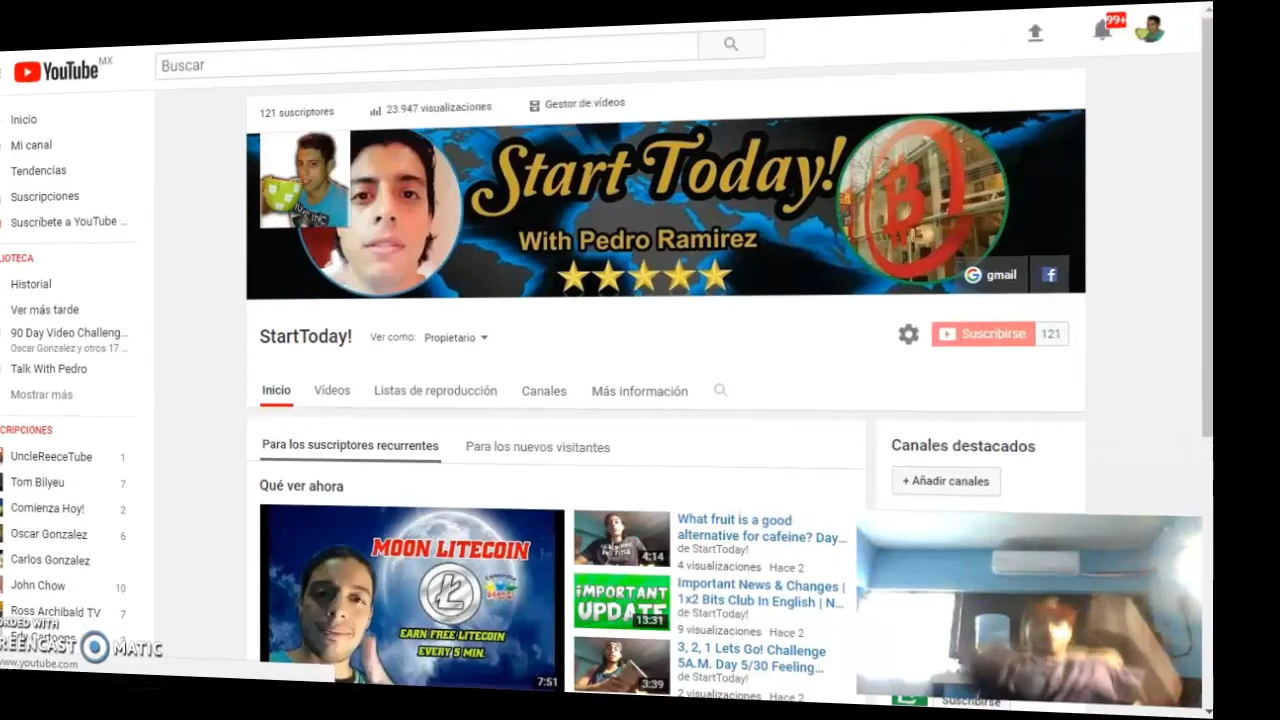 YouTube MX
Buscar
99+
Inicio
Mi canal
Tendencias
Suscripciones
Suscríbete a YouTube ...
LIOTECA
Historial
Ver más tarde
90 Day Video Challeng...
Oscar Gonzalez y otros 17 ...
Talk With Pedro
Mostrar más
CRIPCIONES
UncleReeceTube 1
Tom Bilyeu 7
Comienza Hoy! 2
Oscar Gonzalez 6
Carlos Gonzalez
John Chow 10
Ross Archibald TV 7
ORDED WITH
REENCAST MATIC
www.youtube.com
121 suscriptores
23.947 visualizaciones
Gestor de vídeos
Start Today!
With Pedro Ramirez
gmail
StartToday!
Ver como: Propietario
Suscribirse 121
Inicio
Vídeos
Listas de reproducción
Canales
Más información
Para los suscriptores recurrentes
Para los nuevos visitantes
Qué ver ahora
MOON LITECOIN
EARN FREE LITECOIN
EVERY 5 MIN.
7:51
4:14
What fruit is a good
alternative for cafeine? Day...
de StartToday!
4 visualizaciones Hace 2
IMPORTANT
UPDATE
13:31
Important News & Changes |
1x2 Bits Club In English | N...
de StartToday!
9 visualizaciones Hace 2
3:39
3, 2, 1 Lets Go! Challenge
5A.M. Day 5/30 Feeling...
de StartToday!
2 visualizaciones Hace 2
Canales destacados
+ Añadir canales
Suscribirse